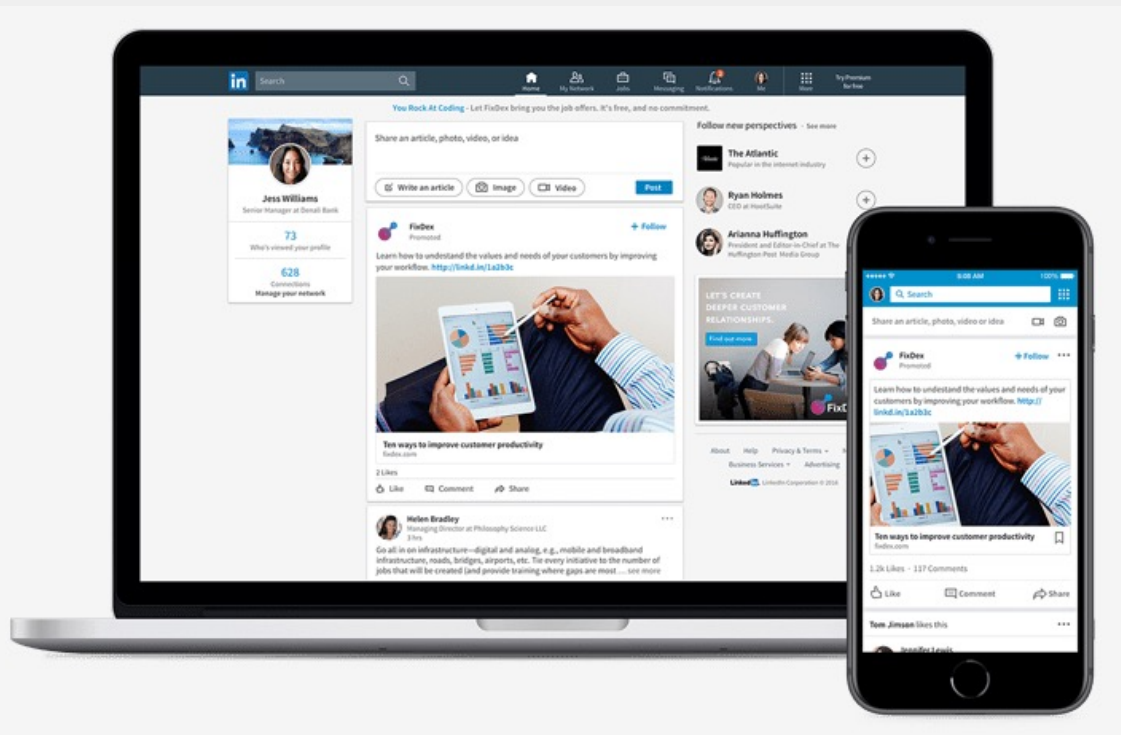 in
Search
Home
My Network
Jobs
Messaging
Notifications
Me
More
Try Premium
for free
You Rock At Coding - Let FixDex bring you the job offers. It's free, and no commitment.
Jess Williams
Senior Manager at Denali Bank
73
Who's viewed your profile
628
Connections
Manage your network
Share an article, photo, video, or idea
Write an article
Image
Video
Post
FixDex
Promoted
+ Follow
Learn how to undestand the values and needs of your customers by improving
your workflow. http://linkd.in/1a2b3c
Ten ways to improve customer productivity
fixdex.com
2 Likes
Like
Comment
Share
Helen Bradley
Managing Director at Philosophy Science LLC
3 hrs
Go all in on infrastructure—digital and analog, e.g., mobile and broadband
infrastructure, roads, bridges, airports, etc. Tie every initiative to the number of
jobs that will be created (and provide training where gaps are most ... see more
Follow new perspectives · See more
The Atlantic
Popular in the internet industry
Ryan Holmes
CEO at HootSuite
Arianna Huffington
President and Editor-in-Chief at The
Huffington Post Media Group
LET'S CREATE
DEEPER CUSTOMER
RELATIONSHIPS.
Find out more
FixD
About Help Privacy & Terms
Business Services Advertising
Linkedin LinkedIn Corporation © 2016
9:08 AM
100%
Search
Share an article, photo, video or idea
FixDex
Promoted
+ Follow
Learn how to undestand the values and needs of your
customers by improving your workflow. http://
linkd.in/1a2b3c
Ten ways to improve customer productivity
fixdex.com
1.2k Likes · 117 Comments
Like
Comment
Share
Tom Jimson likes this
Jennifer Lewis